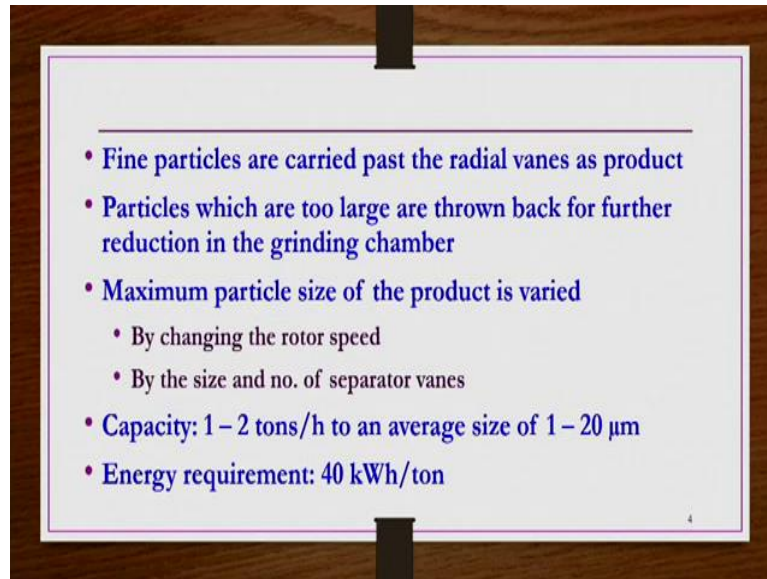 • Fine particles are carried past the radial vanes as product
• Particles which are too large are thrown back for further
reduction in the grinding chamber
• Maximum particle size of the product is varied
• By changing the rotor speed
• By the size and no. of separator vanes
• Capacity: 1 – 2 tons/h to an average size of 1 – 20 μm
• Energy requirement: 40 kWh/ton
4